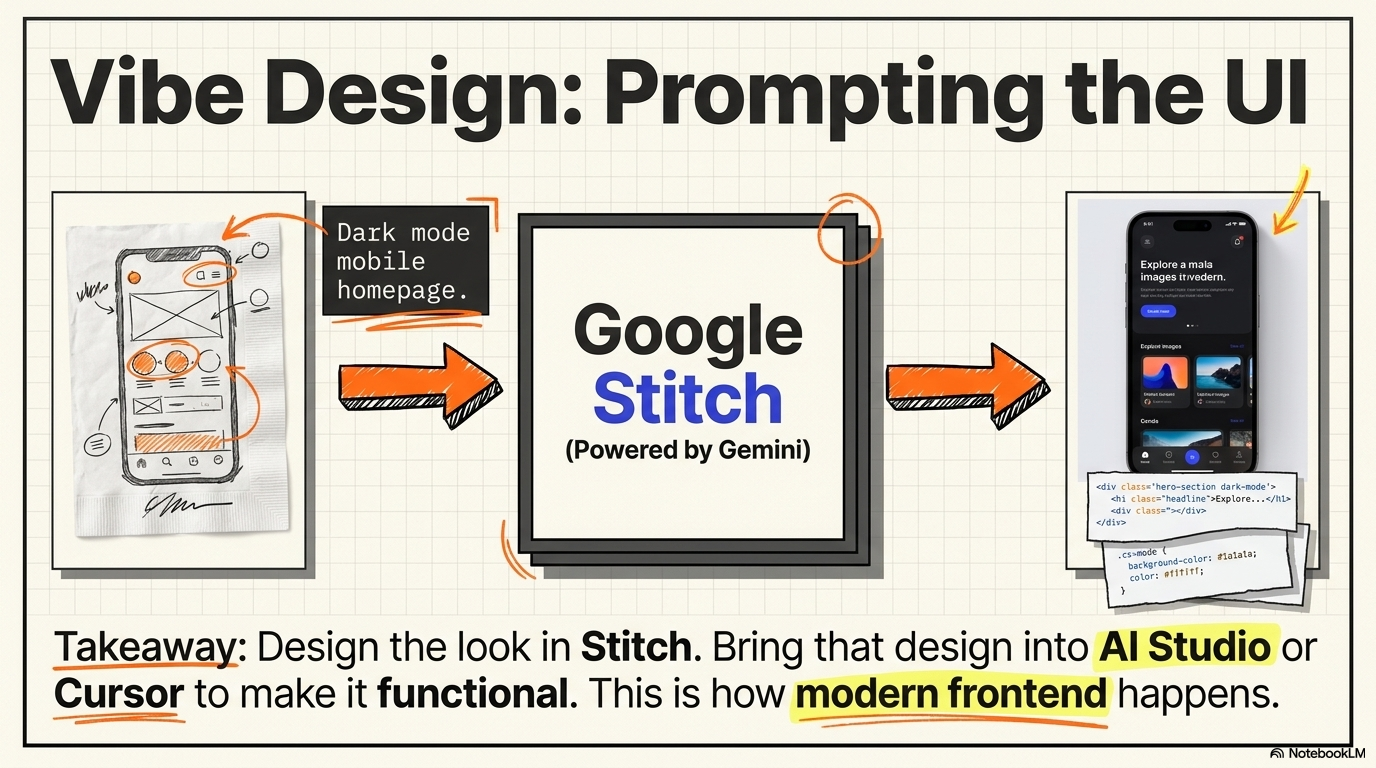 Vibe Design: Prompting the UI
Dark mode
mobile
homepage.
Google
Stitch
(Powered by Gemini)
Explore a mala
images itvedern.
Explore Images
<div class='hero-section dark-mode'>
<hi class="headline">Explore...</h1>
<div class="></div>
</div>
.cs>mode {
background-color: #1a1a1a;
color: #f1f1f1;
}
Takeaway: Design the look in Stitch. Bring that design into AI Studio or
Cursor to make it functional. This is how modern frontend happens.
NotebookLM